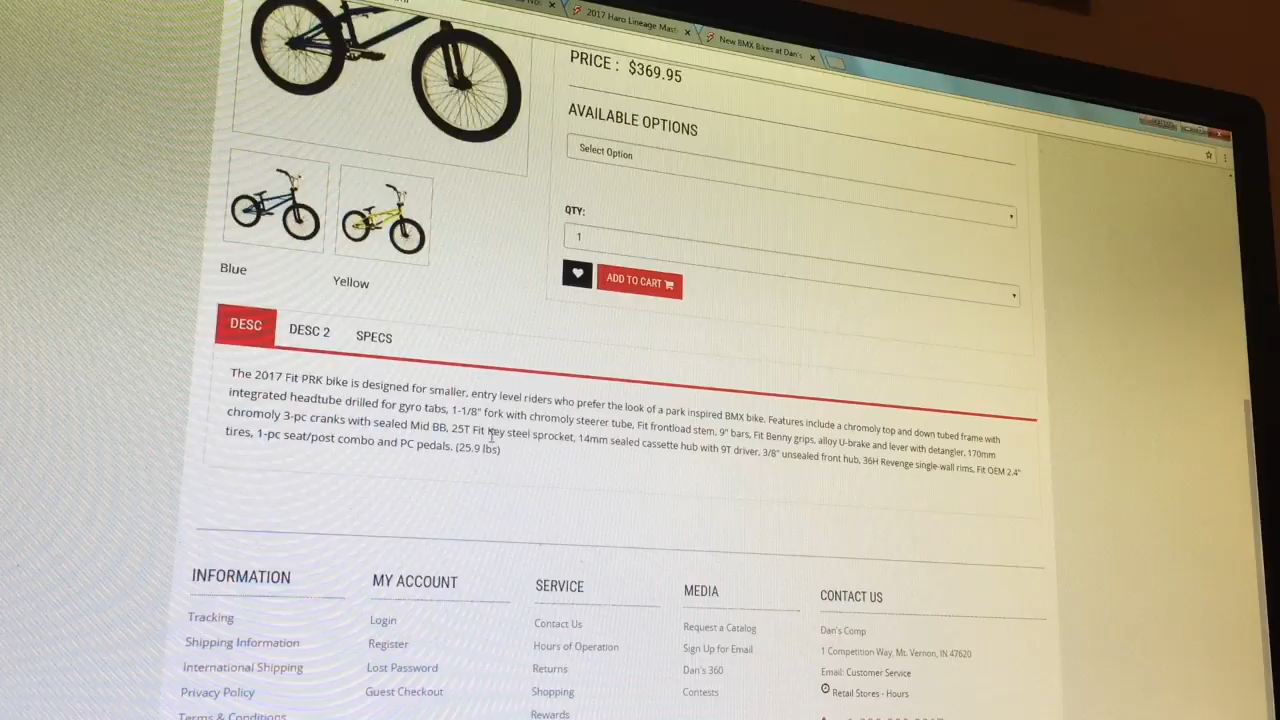 2017 Haro Lineage Mast
New BMX Bikes at Dan's
PRICE : $369.95
AVAILABLE OPTIONS
Select Option
QTY:
1
ADD TO CART
Blue
Yellow
DESC
DESC 2
SPECS
The 2017 Fit PRK bike is designed for smaller, entry level riders who prefer the look of a park inspired BMX bike. Features include a chromoly top and down tubed frame with
integrated headtube drilled for gyro tabs, 1-1/8" fork with chromoly steerer tube, Fit frontload stem, 9" bars, Fit Benny grips, alloy U-brake and lever with detangler, 170mm
chromoly 3-pc cranks with sealed Mid BB, 25T Fit Key steel sprocket, 14mm sealed cassette hub with 9T driver, 3/8" unsealed front hub, 36H Revenge single-wall rims, Fit OEM 2.4"
tires, 1-pc seat/post combo and PC pedals. (25.9 lbs)
INFORMATION
Tracking
Shipping Information
International Shipping
Privacy Policy
Terms & Conditions
MY ACCOUNT
Login
Register
Lost Password
Guest Checkout
SERVICE
Contact Us
Hours of Operation
Returns
Shopping
Rewards
MEDIA
Request a Catalog
Sign Up for Email
Dan's 360
Contests
CONTACT US
Dan's Comp
1 Competition Way, Mt. Vernon, IN 47620
Email: Customer Service
Retail Stores - Hours